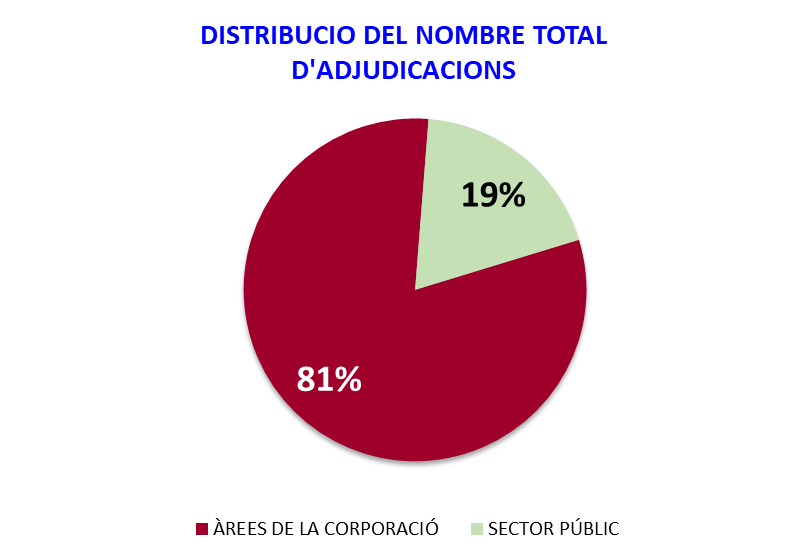 DISTRIBUCIO DEL NOMBRE TOTAL
D'ADJUDICACIONS
19%
81%
ÀREES DE LA CORPORACIÓ
SECTOR PÚBLIC